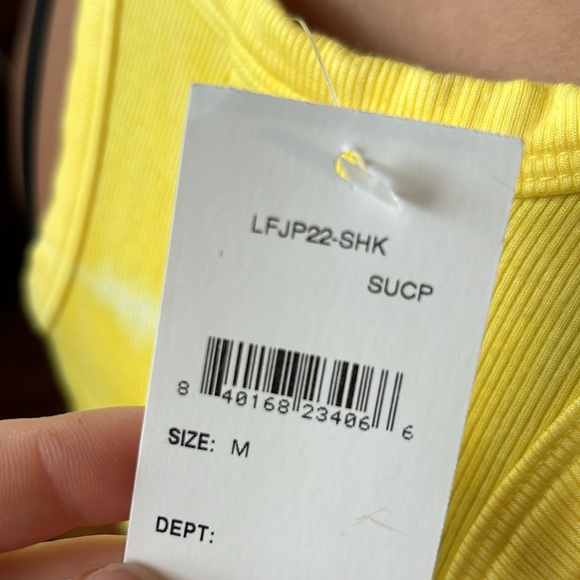 LFJP22-SHK
SUCP
8 40168 23406 6
SIZE: M
DEPT: